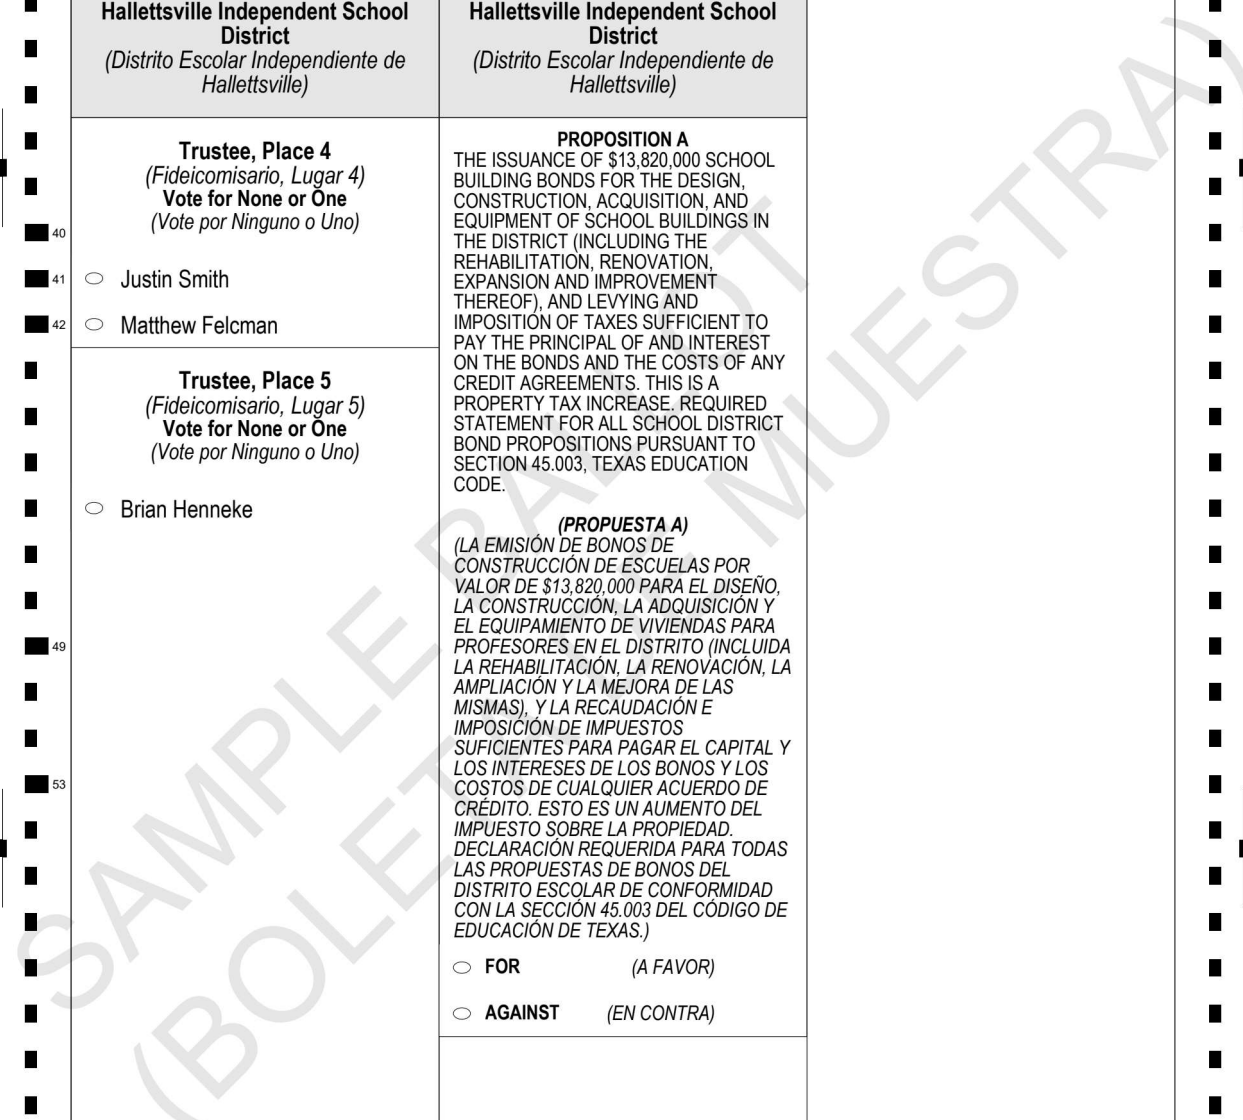 Hallettsville Independent School
District
(Distrito Escolar Independiente de
Hallettsville)
Trustee, Place 4
(Fideicomisario, Lugar 4)
Vote for None or One
(Vote por Ninguno o Uno)
40
41
Justin Smith
42
Matthew Felcman
Trustee, Place 5
(Fideicomisario, Lugar 5)
Vote for None or One
(Vote por Ninguno o Uno)
Brian Henneke
49
53
Hallettsville Independent School
District
(Distrito Escolar Independiente de
Hallettsville)
PROPOSITION A
THE ISSUANCE OF $13,820,000 SCHOOL
BUILDING BONDS FOR THE DESIGN,
CONSTRUCTION, ACQUISITION, AND
EQUIPMENT OF SCHOOL BUILDINGS IN
THE DISTRICT (INCLUDING THE
REHABILITATION, RENOVATION,
EXPANSION AND IMPROVEMENT
THEREOF), AND LEVYING AND
IMPOSITION OF TAXES SUFFICIENT TO
PAY THE PRINCIPAL OF AND INTEREST
ON THE BONDS AND THE COSTS OF ANY
CREDIT AGREEMENTS. THIS IS A
PROPERTY TAX INCREASE. REQUIRED
STATEMENT FOR ALL SCHOOL DISTRICT
BOND PROPOSITIONS PURSUANT TO
SECTION 45.003, TEXAS EDUCATION
CODE.
(PROPUESTA A)
(LA EMISIÓN DE BONOS DE
CONSTRUCCIÓN DE ESCUELAS POR
VALOR DE $13,820,000 PARA EL DISEÑO,
LA CONSTRUCCIÓN, LA ADQUISICIÓN Y
EL EQUIPAMIENTO DE VIVIENDAS PARA
PROFESORES EN EL DISTRITO (INCLUIDA
LA REHABILITACIÓN, LA RENOVACIÓN, LA
AMPLIACIÓN Y LA MEJORA DE LAS
MISMAS), Y LA RECAUDACIÓN E
IMPOSICIÓN DE IMPUESTOS
SUFICIENTES PARA PAGAR EL CAPITAL Y
LOS INTERESES DE LOS BONOS Y LOS
COSTOS DE CUALQUIER ACUERDO DE
CRÉDITO. ESTO ES UN AUMENTO DEL
IMPUESTO SOBRE LA PROPIEDAD.
DECLARACIÓN REQUERIDA PARA TODAS
LAS PROPUESTAS DE BONOS DEL
DISTRITO ESCOLAR DE CONFORMIDAD
CON LA SECCIÓN 45.003 DEL CÓDIGO DE
EDUCACIÓN DE TEXAS.)
FOR (A FAVOR)
AGAINST (EN CONTRA)
SAMPLE BALLOT
(BOLETA DE MUESTRA)